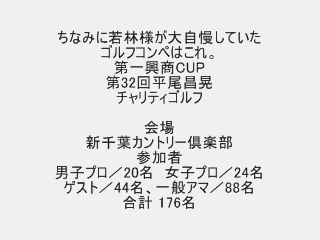 ちなみに若林様が大自慢していた
ゴルフコンペはこれ。
第一興商CUP
第32回平尾昌晃
チャリティゴルフ
会場
新千葉カントリー倶楽部
参加者
男子プロ／20名 女子プロ／24名
ゲスト／44名、一般アマ／88名
合計 176名